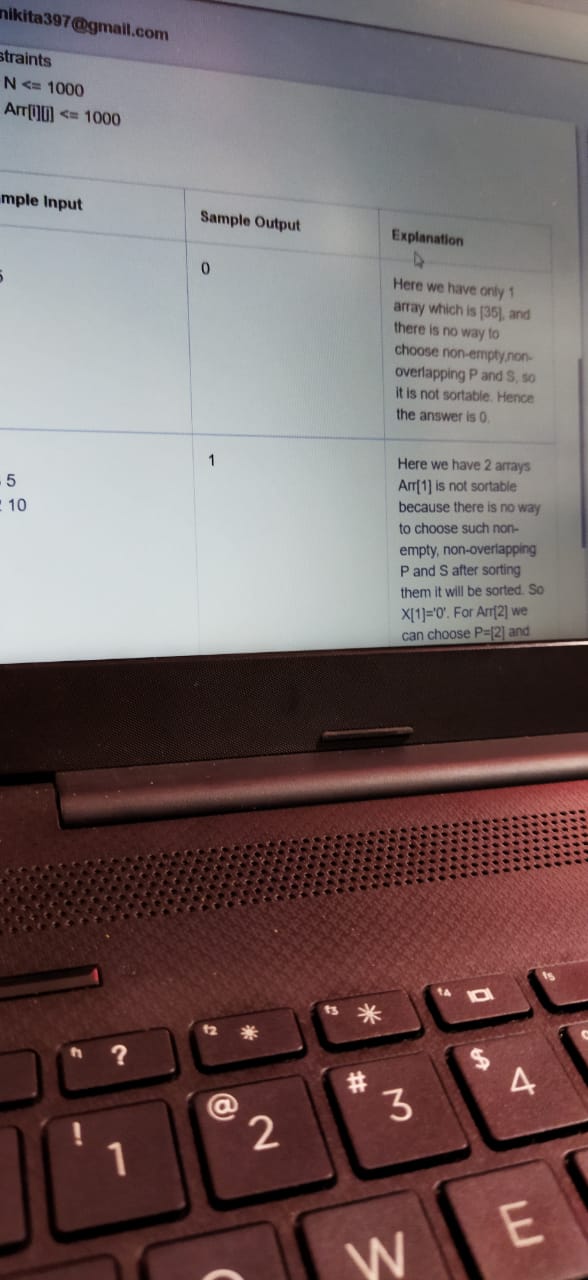 nikita397@gmail.com
straints
N <= 1000
Arr[i][j] <= 1000
mple Input
Sample Output
Explanation
5
0
Here we have only 1
array which is [35], and
there is no way to
choose non-empty,non-
overlapping P and S, so
it is not sortable. Hence
the answer is 0.
5
10
1
Here we have 2 arrays
Arr[1] is not sortable
because there is no way
to choose such non-
empty, non-overlapping
P and S after sorting
them it will be sorted. So
X[1]='0'. For Arr[2] we
can choose P=[2] and
f1 ?
f2 *
f3 *
f4
f5
! 1
@ 2
# 3
$ 4
W
E